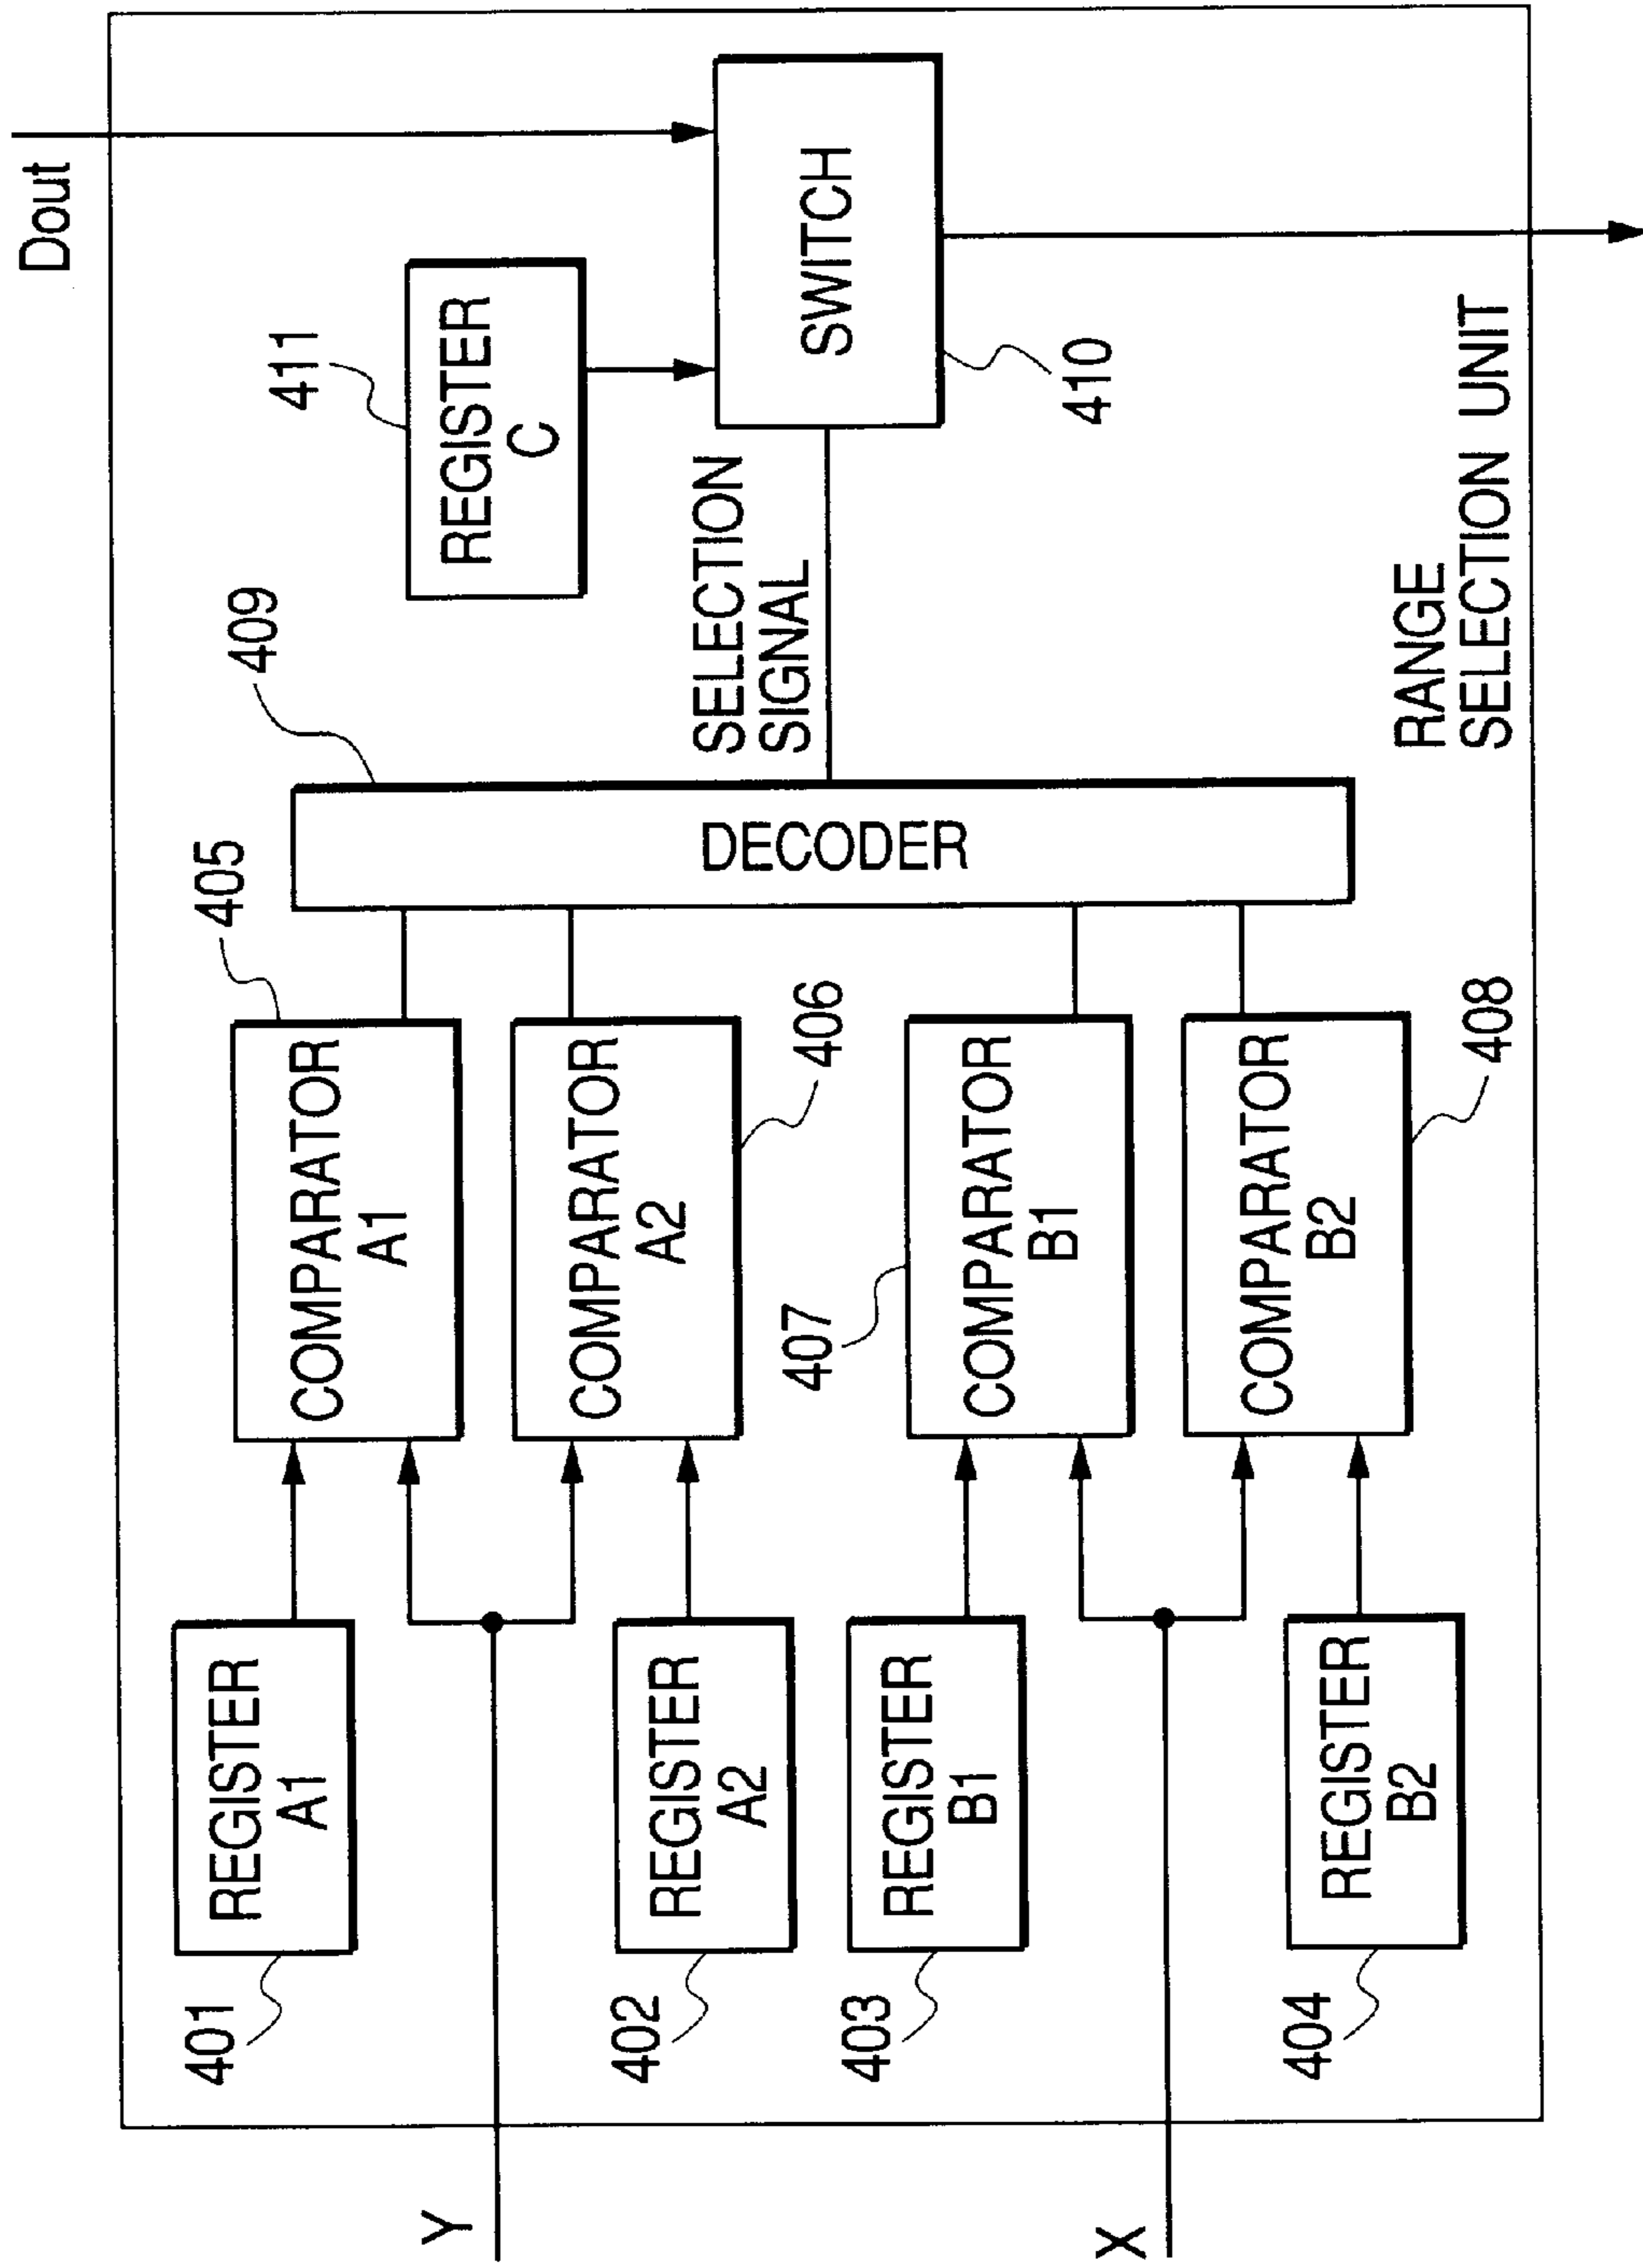 Dout
411
REGISTER
C
SWITCH
410
409
SELECTION
SIGNAL
RANGE
SELECTION UNIT
DECODER
405
COMPARATOR
A1
COMPARATOR
A2
406
407
COMPARATOR
B1
COMPARATOR
B2
408
401
REGISTER
A1
402
REGISTER
A2
403
REGISTER
B1
404
REGISTER
B2
Y
X